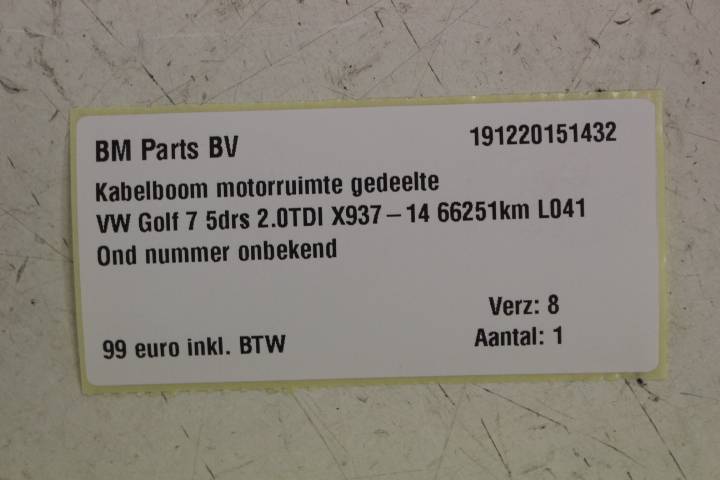 BM Parts BV 191220151432
Kabelboom motorruimte gedeelte
VW Golf 7 5drs 2.0TDI X937-14 66251km L041
Ond nummer onbekend
Verz: 8
99 euro inkl. BTW Aantal: 1